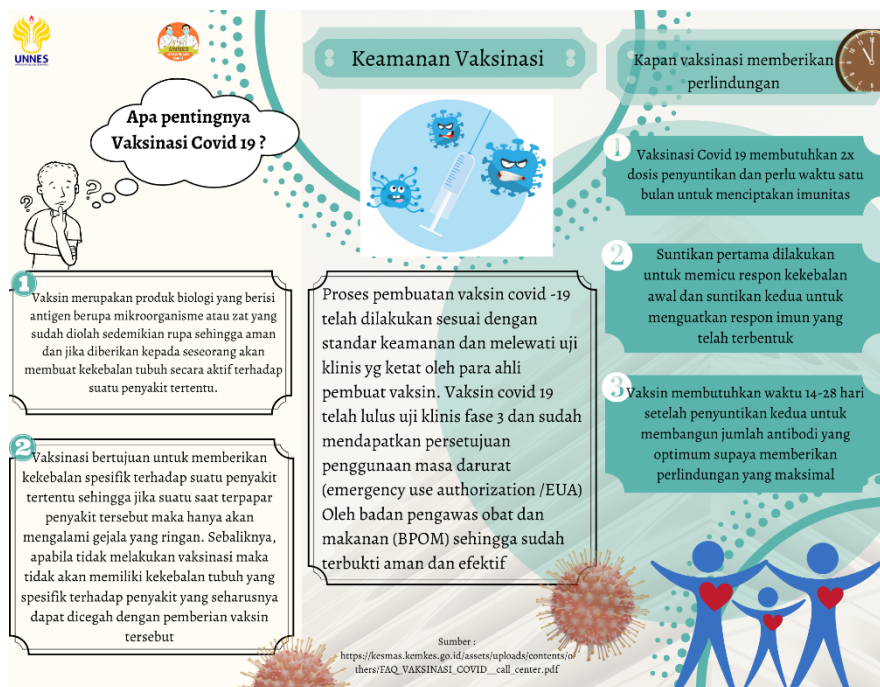 UNNES
UNNES
Apa pentingnya
Vaksinasi Covid 19 ?
1
Vaksin merupakan produk biologi yang berisi
antigen berupa mikroorganisme atau zat yang
sudah diolah sedemikian rupa sehingga aman
dan jika diberikan kepada seseorang akan
membuat kekebalan tubuh secara aktif terhadap
suatu penyakit tertentu.
2
Vaksinasi bertujuan untuk memberikan
kekebalan spesifik terhadap suatu penyakit
tertentu sehingga jika suatu saat terpapar
penyakit tersebut maka hanya akan
mengalami gejala yang ringan. Sebaliknya,
apabila tidak melakukan vaksinasi maka
tidak akan memiliki kekebalan tubuh yang
spesifik terhadap penyakit yang seharusnya
dapat dicegah dengan pemberian vaksin
tersebut
Keamanan Vaksinasi
Proses pembuatan vaksin covid -19
telah dilakukan sesuai dengan
standar keamanan dan melewati uji
klinis yg ketat oleh para ahli
pembuat vaksin. Vaksin covid 19
telah lulus uji klinis fase 3 dan sudah
mendapatkan persetujuan
penggunaan masa darurat
(emergency use authorization /EUA)
Oleh badan pengawas obat dan
makanan (BPOM) sehingga sudah
terbukti aman dan efektif
Sumber :
https://kesmas.kemkes.go.id/assets/uploads/contents/o
thers/FAQ_VAKSINASI_COVID__call_center.pdf
Kapan vaksinasi memberikan
perlindungan
1
Vaksinasi Covid 19 membutuhkan 2x
dosis penyuntikan dan perlu waktu satu
bulan untuk menciptakan imunitas
2
Suntikan pertama dilakukan
untuk memicu respon kekebalan
awal dan suntikan kedua untuk
menguatkan respon imun yang
telah terbentuk
3
Vaksin membutuhkan waktu 14-28 hari
setelah penyuntikan kedua untuk
membangun jumlah antibodi yang
optimum supaya memberikan
perlindungan yang maksimal